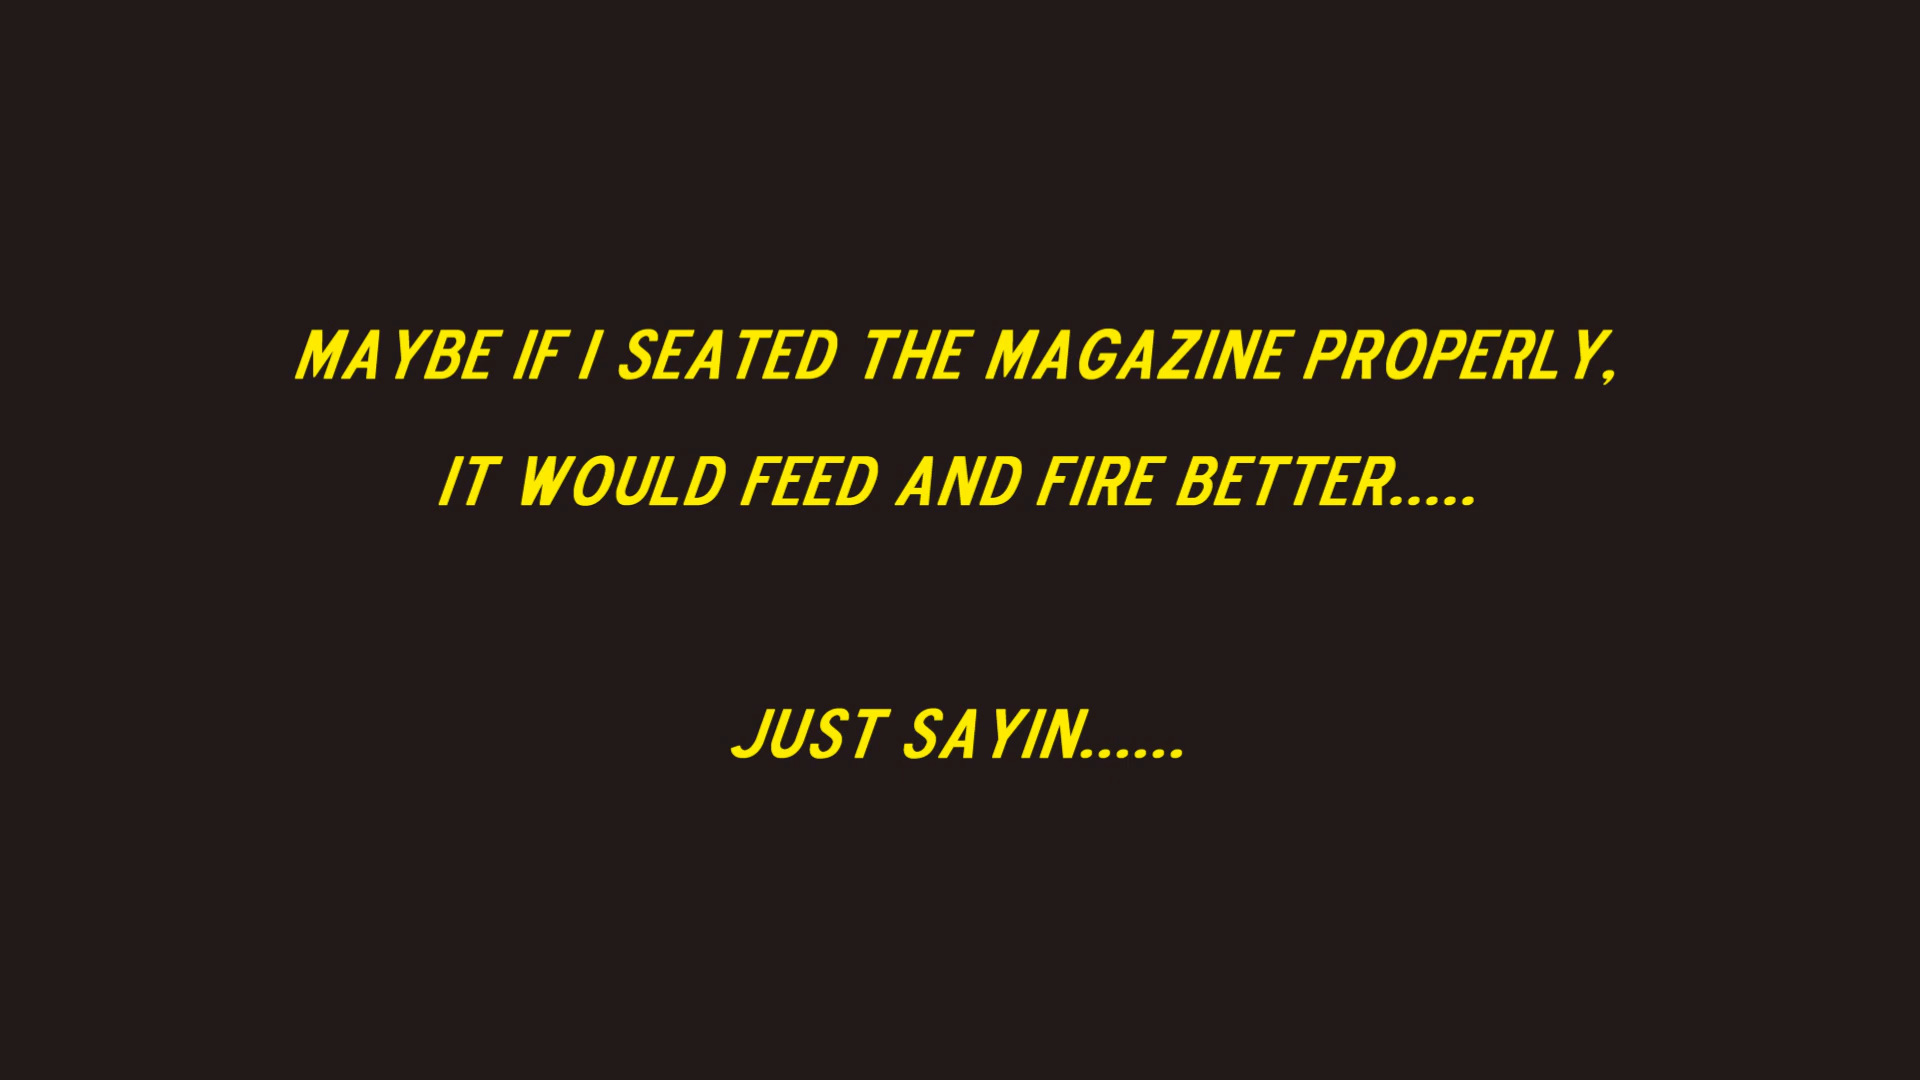 MAYBE IF I SEATED THE MAGAZINE PROPERLY,
IT WOULD FEED AND FIRE BETTER.....
JUST SAYIN......